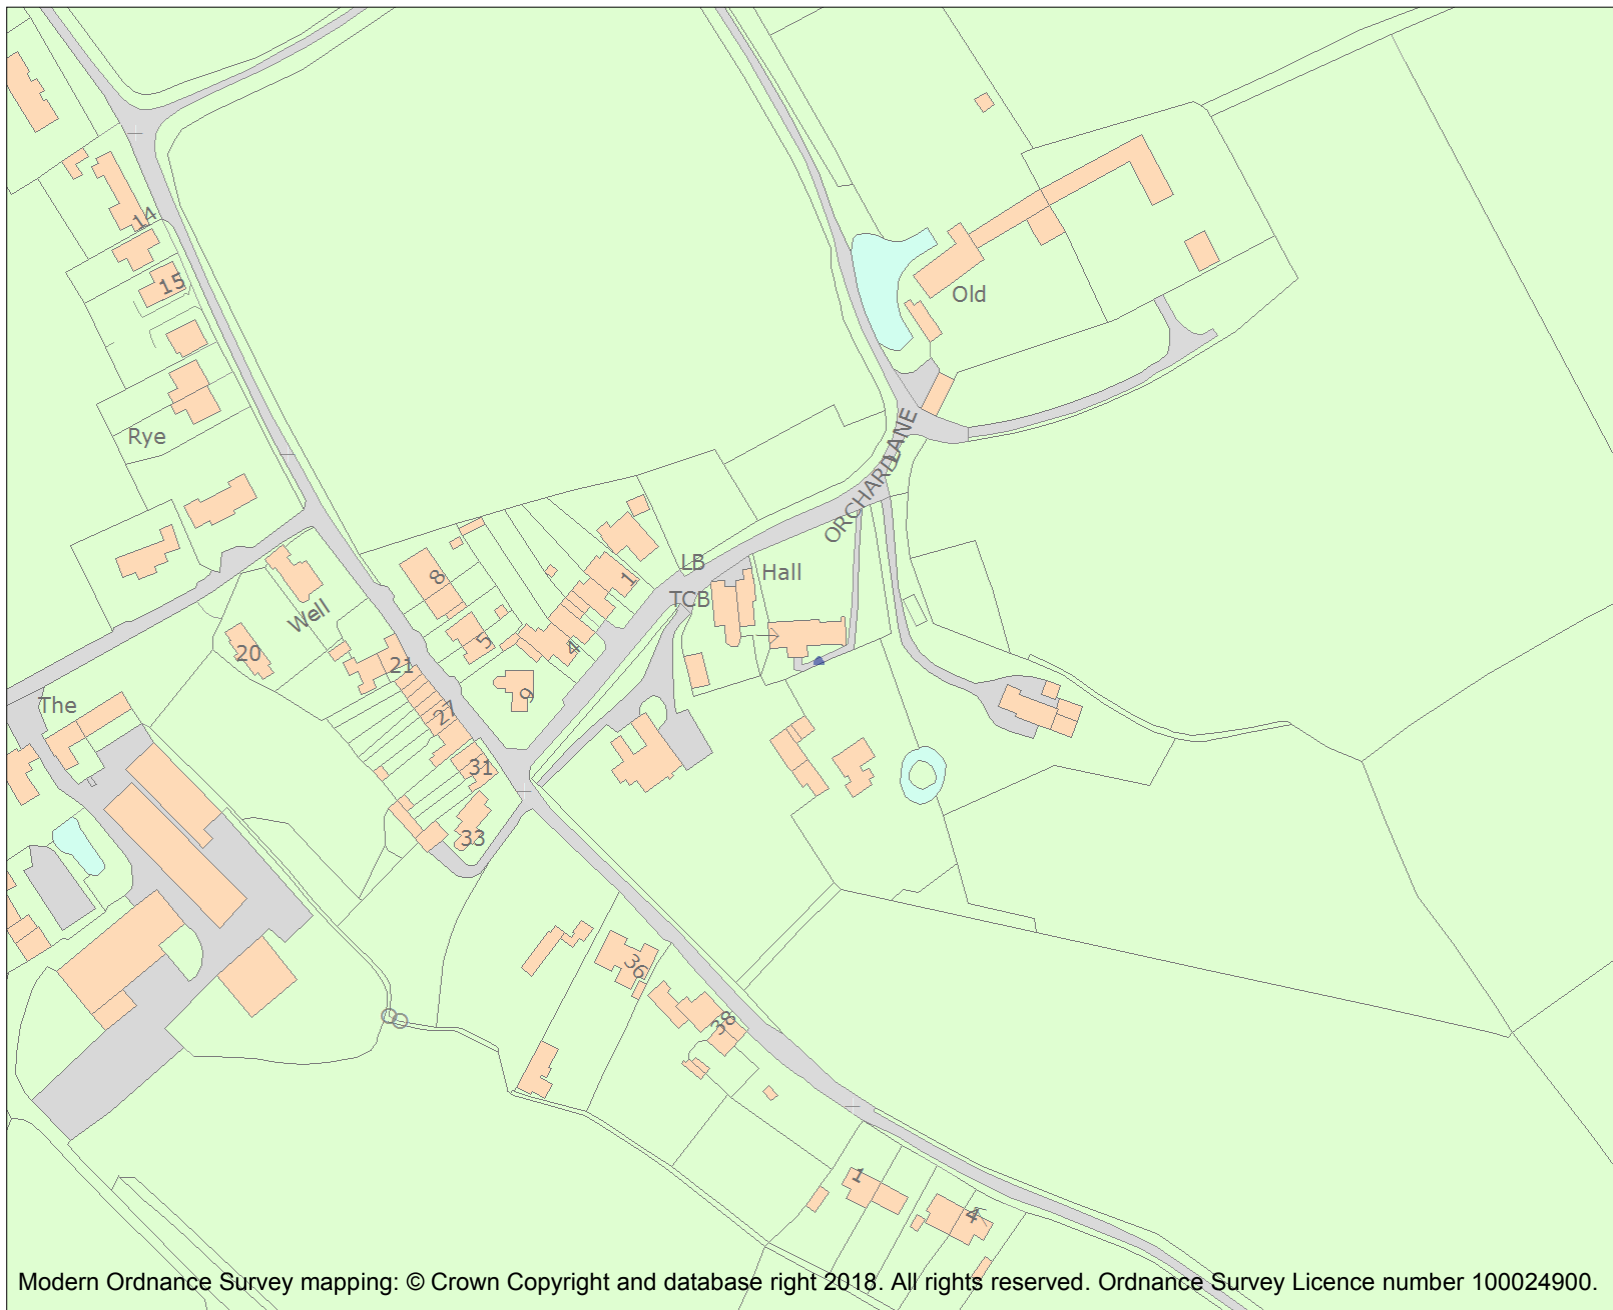 14
15
Old
Rye
ORCHARD LANE
LB
Hall
8
1
TCB
Well
5
4
20
21
9
The
27
31
33
36
38
1
4
Modern Ordnance Survey mapping: © Crown Copyright and database right 2018. All rights reserved. Ordnance Survey Licence number 100024900.